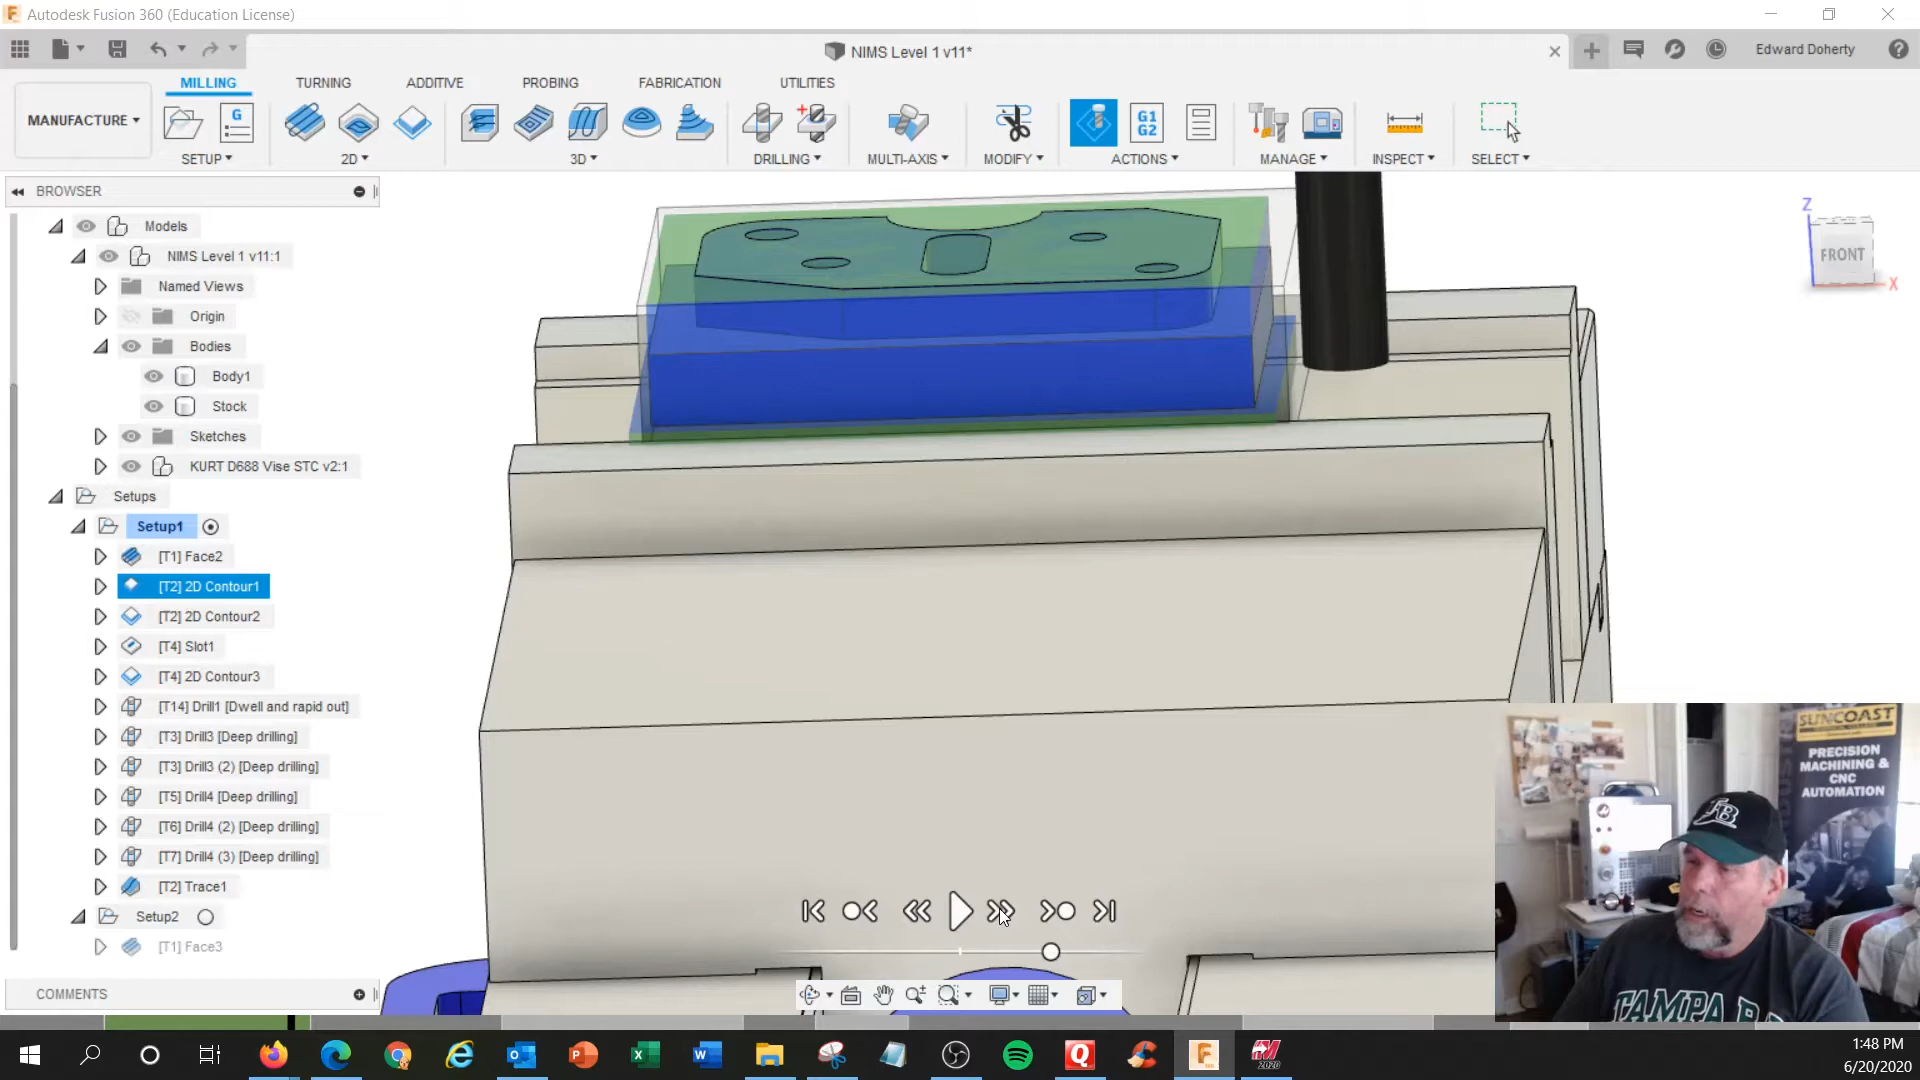 Autodesk Fusion 360 (Education License)
NIMS Level 1 v11*
Edward Doherty
MILLING
TURNING
ADDITIVE
PROBING
FABRICATION
UTILITIES
MANUFACTURE
G
G1
G2
SETUP
2D
3D
DRILLING
MULTI-AXIS
MODIFY
ACTIONS
MANAGE
INSPECT
SELECT
BROWSER
Models
NIMS Level 1 v11:1
Named Views
Origin
Bodies
Body1
Stock
Sketches
KURT D688 Vise STC v2:1
Setups
Setup1
[T1] Face2
[T2] 2D Contour1
[T2] 2D Contour2
[T4] Slot1
[T4] 2D Contour3
[T14] Drill1 [Dwell and rapid out]
[T3] Drill3 [Deep drilling]
[T3] Drill3 (2) [Deep drilling]
[T5] Drill4 [Deep drilling]
[T6] Drill4 (2) [Deep drilling]
[T7] Drill4 (3) [Deep drilling]
[T2] Trace1
Setup2
[T1] Face3
COMMENTS
Z
FRONT
X
SUNCOAST
PRECISION
MACHINING &
CNC
AUTOMATION
TAMPA B
1:48 PM
6/20/2020